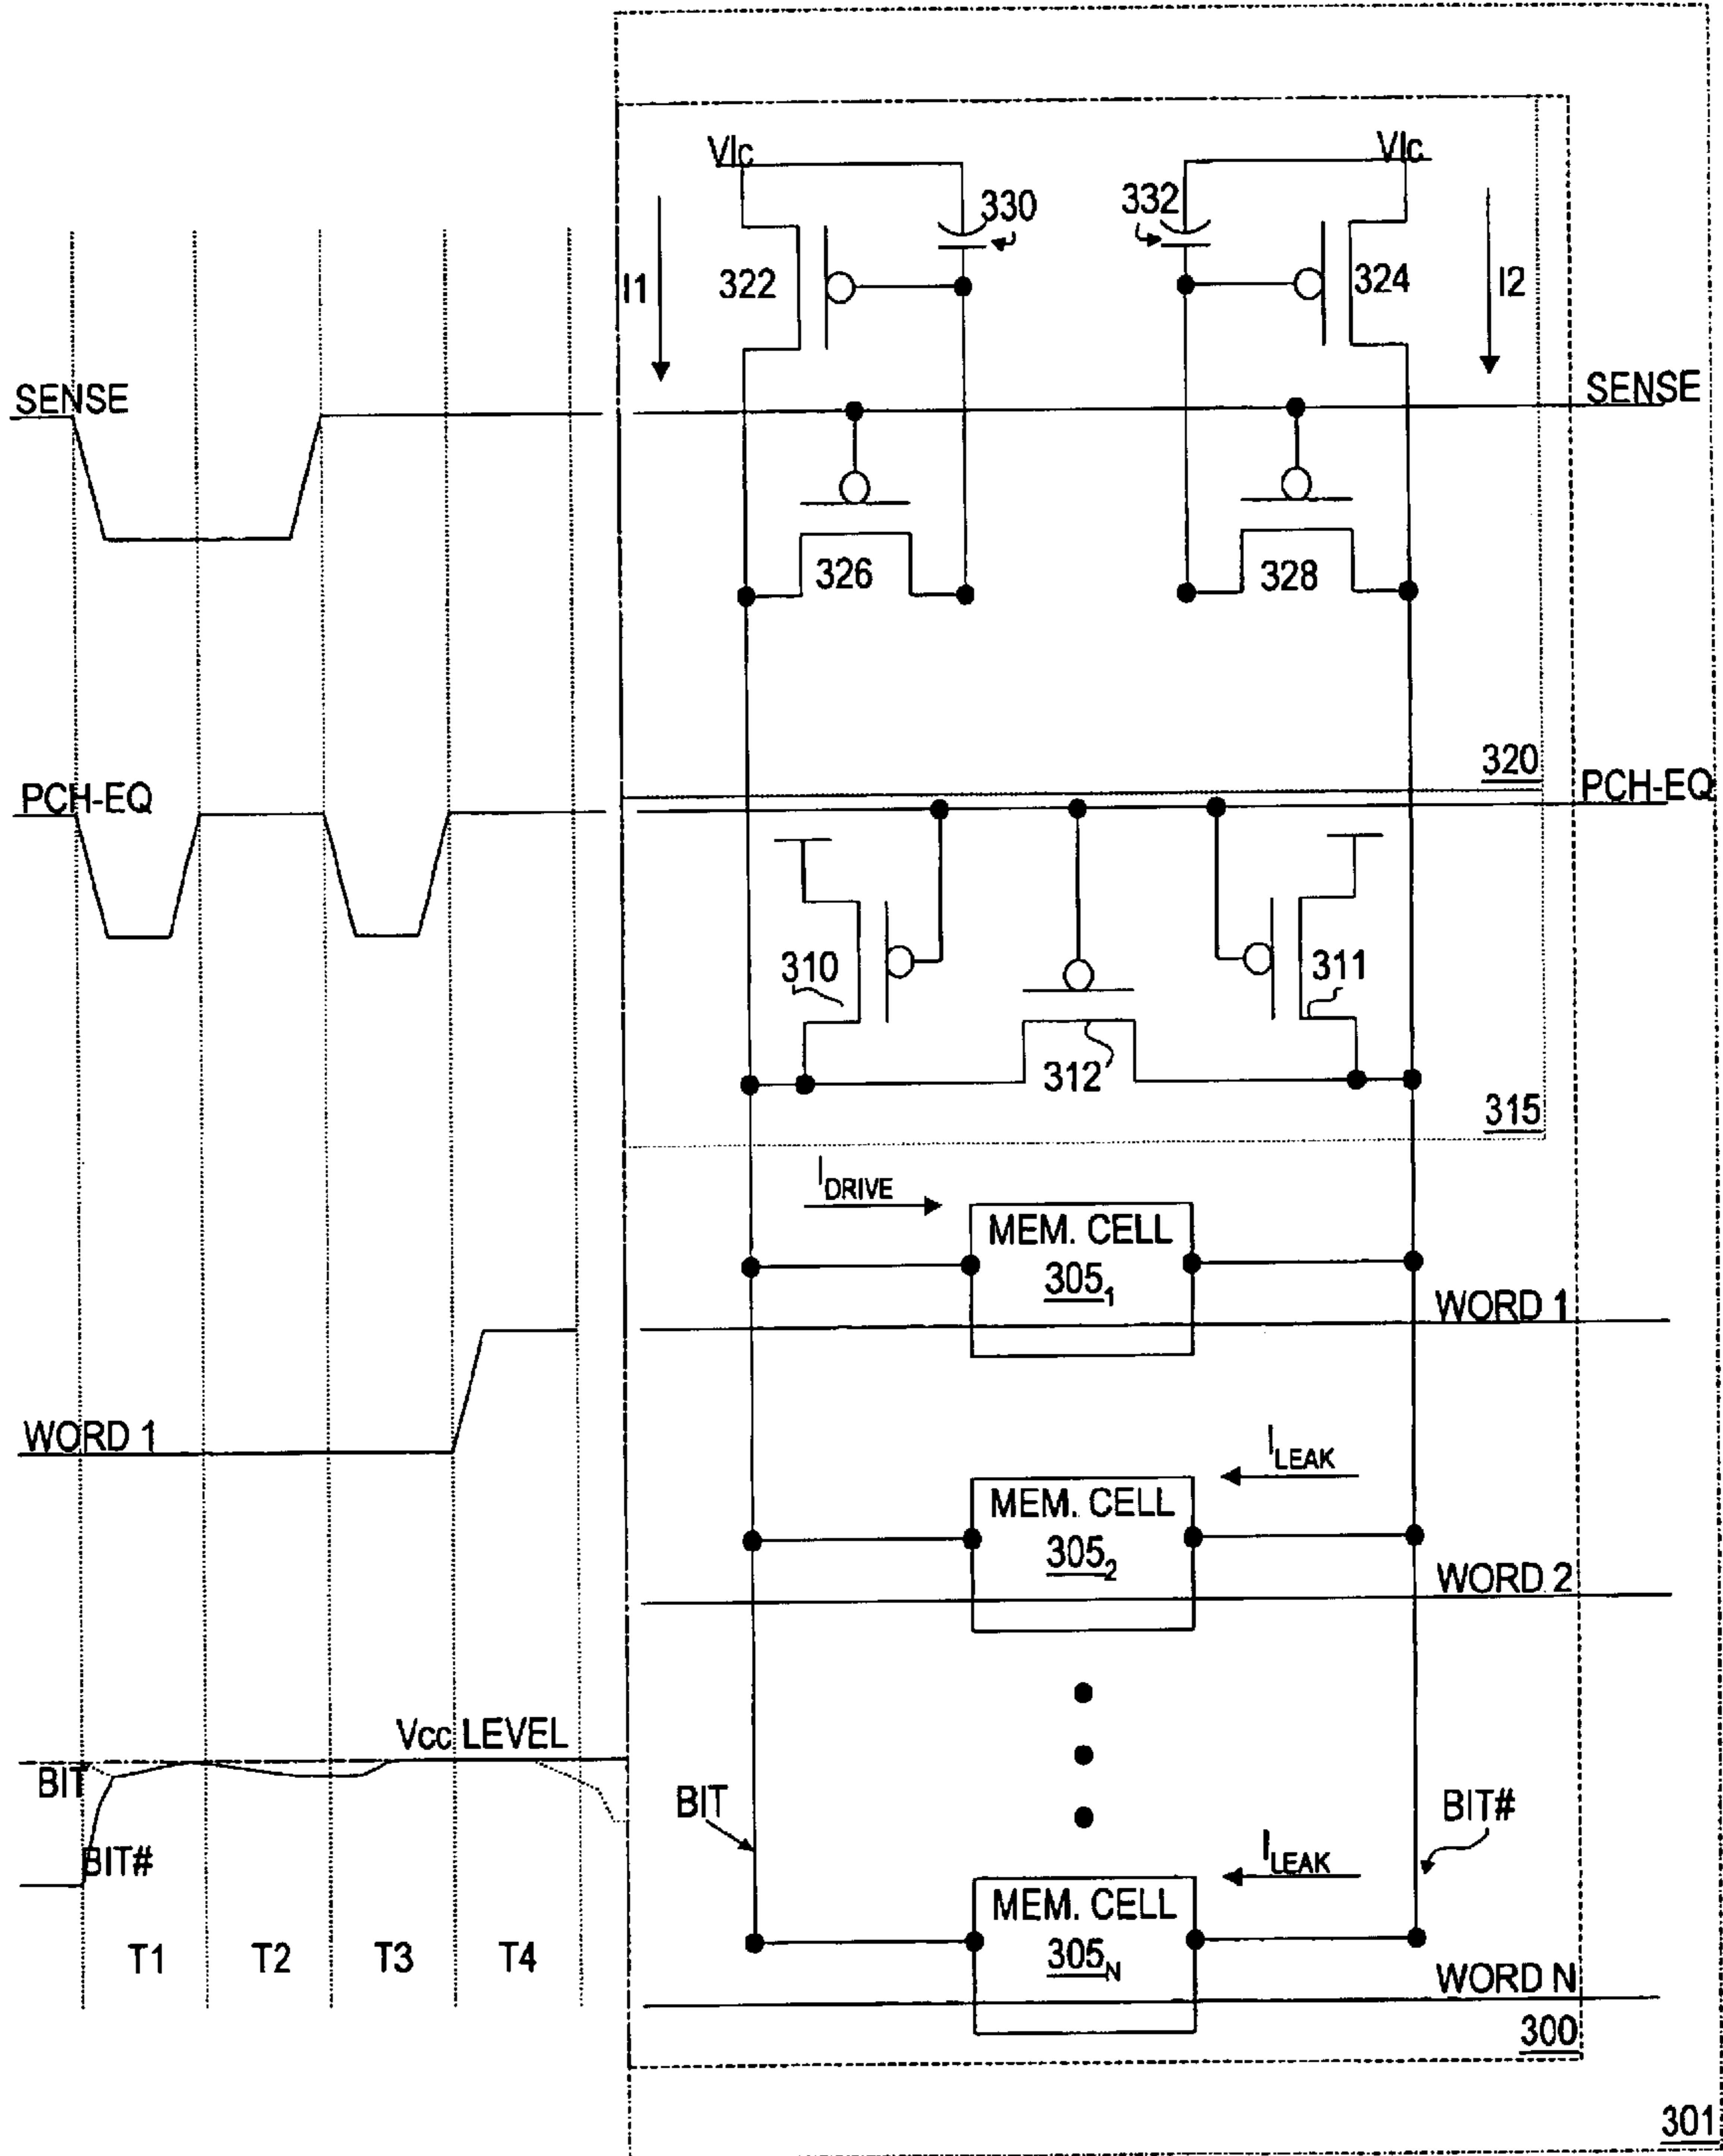 VIc
VIc
330
332
322
324
I1
I2
SENSE
SENSE
326
328
320
PCH-EQ
PCH-EQ
310
311
312
315
IDRIVE
MEM. CELL
3051
WORD 1
WORD 1
ILEAK
MEM. CELL
3052
WORD 2
Vcc LEVEL
BIT
BIT#
BIT
BIT#
ILEAK
MEM. CELL
305N
T1
T2
T3
T4
WORD N
300
301